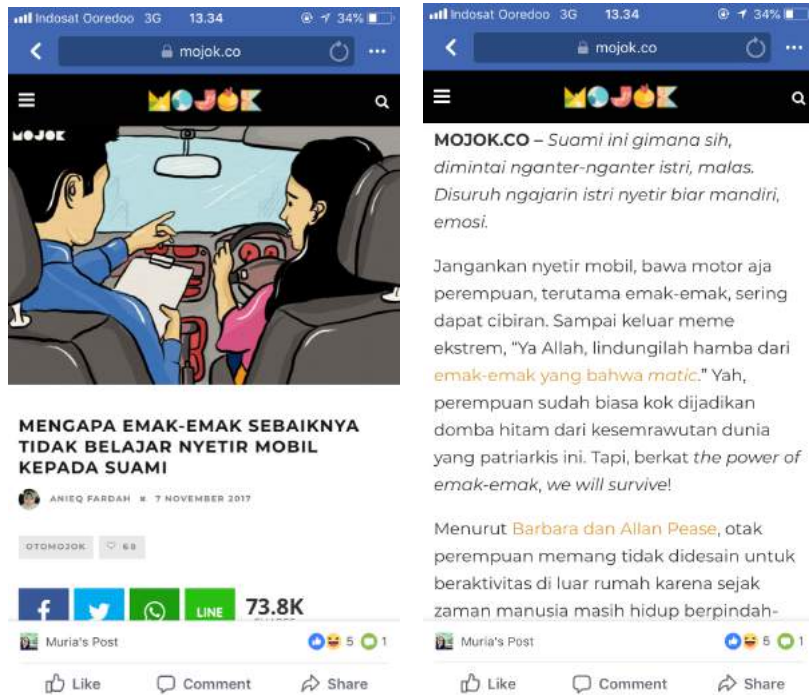 Indosat Ooredoo 3G 13.34 34%
mojok.co
MOJOK
MOJOK
MENGAPA EMAK-EMAK SEBAIKNYA
TIDAK BELAJAR NYETIR MOBIL
KEPADA SUAMI
ANIEQ FARDAH 7 NOVEMBER 2017
OTOMOJOK 68
LINE 73.8K
Muria's Post 5 1
Like Comment Share
Indosat Ooredoo 3G 13.34 34%
mojok.co
MOJOK
MOJOK.CO – Suami ini gimana sih,
dimintai nganter-nganter istri, malas.
Disuruh ngajarin istri nyetir biar mandiri,
emosi.
Jangankan nyetir mobil, bawa motor aja
perempuan, terutama emak-emak, sering
dapat cibiran. Sampai keluar meme
ekstrem, “Ya Allah, lindungilah hamba dari
emak-emak yang bahwa matic.” Yah,
perempuan sudah biasa kok dijadikan
domba hitam dari kesemrawutan dunia
yang patriarkis ini. Tapi, berkat the power of
emak-emak, we will survive!
Menurut Barbara dan Allan Pease, otak
perempuan memang tidak didesain untuk
beraktivitas di luar rumah karena sejak
zaman manusia masih hidup berpindah-
Muria's Post 5 1
Like Comment Share